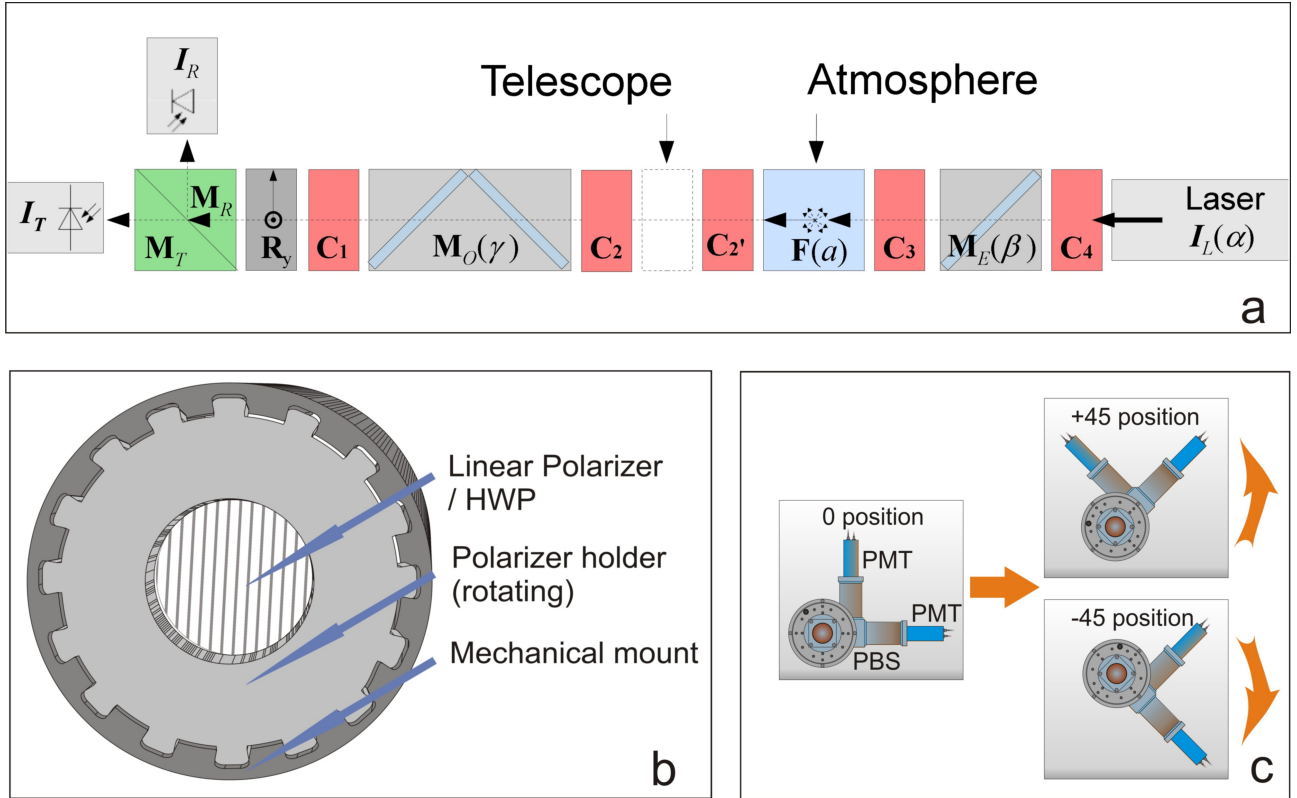 Telescope
Atmosphere
I_R
I_T
M_T
M_R
R_y
C1
M_O(γ)
C2
C2'
F(a)
C3
M_E(β)
C4
Laser
I_L(α)
a
Linear Polarizer
/ HWP
Polarizer holder
(rotating)
Mechanical mount
b
0 position
PMT
PMT
PBS
+45 position
-45 position
c